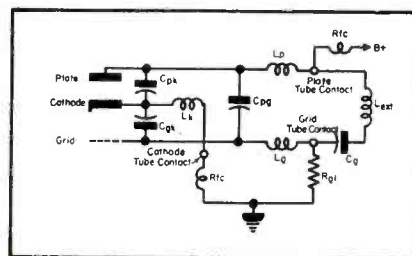 Rfc
B+
Lp
Plate
Cpk
Plate
Tube Contact
Lext
Cathode
Lk
Cpg
Grid
Tube Contact
Cgk
Grid
Lg
Cg
Cathode
Tube Contact
Rgl
Rfc